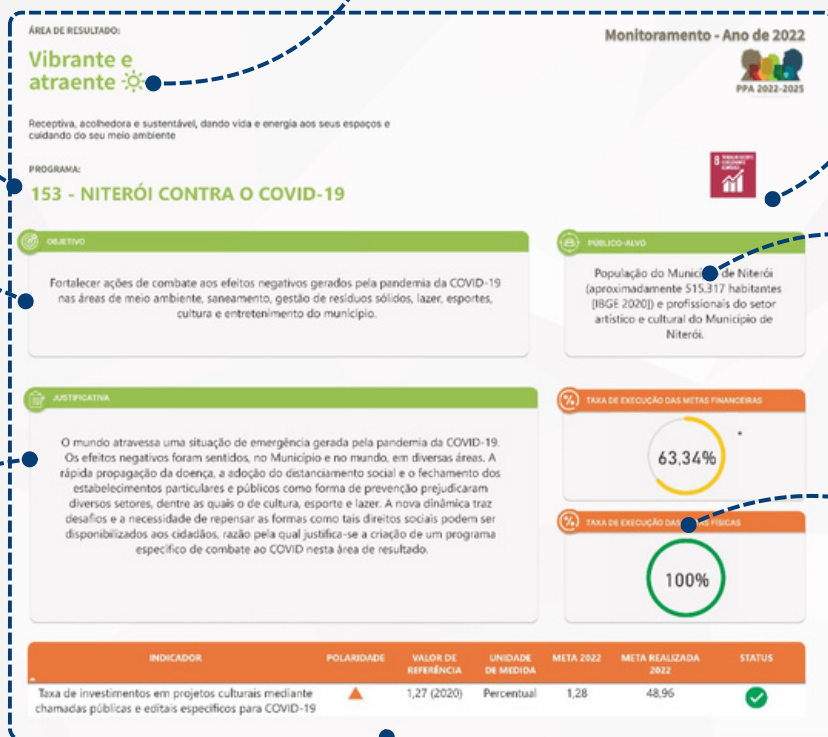 ÁREA DE RESULTADO:
Vibrante e
atraente
Receptiva, acolhedora e sustentável, dando vida e energia aos seus espaços e
cuidando do seu meio ambiente
Monitoramento - Ano de 2022
PPA 2022-2025
PROGRAMA:
153 - NITERÓI CONTRA O COVID-19
8
OBJETIVO
Fortalecer ações de combate aos efeitos negativos gerados pela pandemia da COVID-19
nas áreas de meio ambiente, saneamento, gestão de resíduos sólidos, lazer, esportes,
cultura e entretenimento do município.
PÚBLICO-ALVO
População do de Niterói
(aproximadamente 515.317 habitantes
[IBGE 2020]) e profissionais do setor
artístico e cultural do Município de
Niterói.
JUSTIFICATIVA
O mundo atravessa uma situação de emergência gerada pela pandemia da COVID-19.
Os efeitos negativos foram sentidos, no Município e no mundo, em diversas áreas. A
rápida propagação da doença, a adoção do distanciamento social e o fechamento dos
estabelecimentos particulares e públicos como forma de prevenção prejudicaram
diversos setores, dentre as quais o de cultura, esporte e lazer. A nova dinâmica traz
desafios e a necessidade de repensar as formas como tais direitos sociais podem ser
disponibilizados aos cidadãos, razão pela qual justifica-se a criação de um programa
específico de combate ao COVID nesta área de resultado.
TAXA DE EXECUÇÃO DAS METAS FINANCEIRAS
63,34%
TAXA DE EXECUÇÃO DAS FÍSICAS
100%
INDICADOR POLARIDADE VALOR DE REFERÊNCIA UNIDADE DE MEDIDA META 2022 META REALIZADA 2022 STATUS
Taxa de investimentos em projetos culturais mediante
chamadas públicas e editais específicos para COVID-19
1,27 (2020) Percentual 1,28 48,96